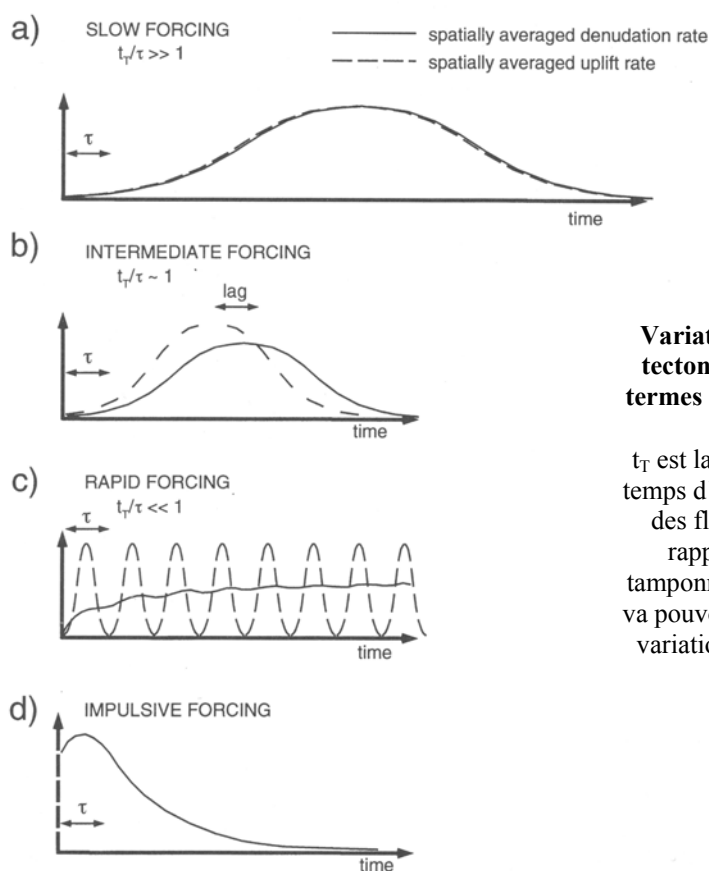 a) SLOW FORCING
t_T/τ >> 1
spatially averaged denudation rate
spatially averaged uplift rate
τ
time
b) INTERMEDIATE FORCING
t_T/τ ~ 1
lag
τ
time
c) RAPID FORCING
t_T/τ << 1
τ
time
d) IMPULSIVE FORCING
τ
time
Variat
tecton
termes
t_T est la
temps d
des fl
rapp
tamponn
va pouv
variatio